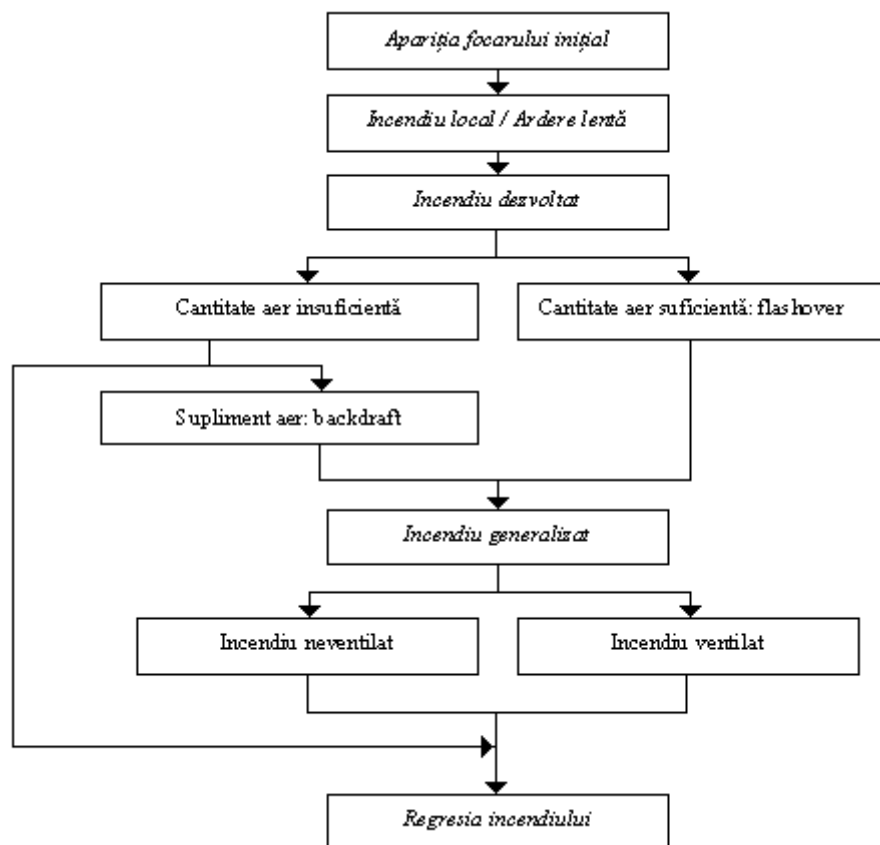 Apariția focarului inițial
Incendiu local / Ardere lentă
Incendiu dezvoltat
Cantitate aer insuficientă
Cantitate aer suficientă: flashover
Supliment aer: backdraft
Incendiu generalizat
Incendiu neventilat
Incendiu ventilat
Regresia incendiului